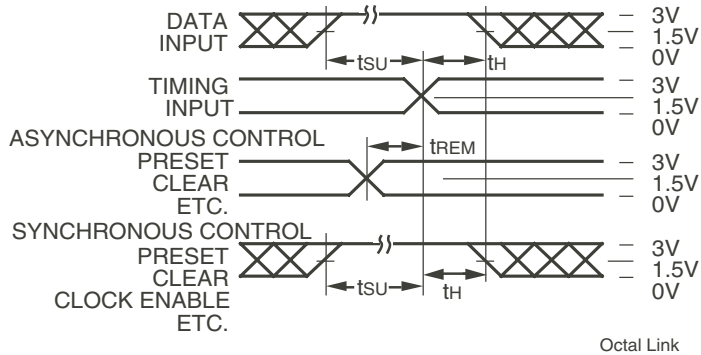 DATA
INPUT
3V
1.5V
0V
tSU
tH
TIMING
INPUT
3V
1.5V
0V
ASYNCHRONOUS CONTROL
PRESET
CLEAR
ETC.
tREM
3V
1.5V
0V
SYNCHRONOUS CONTROL
PRESET
CLEAR
CLOCK ENABLE
ETC.
tSU
tH
3V
1.5V
0V
Octal Link